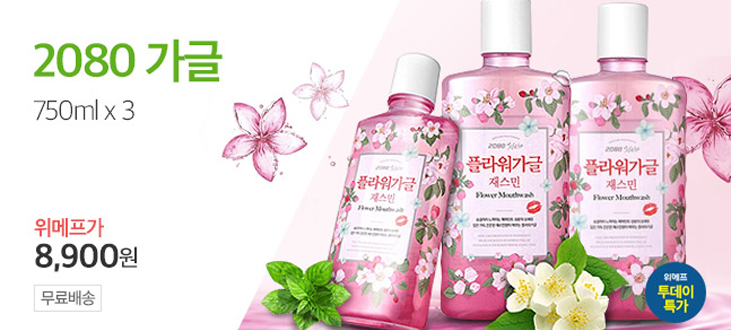 2080 가글
750ml x 3
위메프가
8,900원
무료배송
2080
플라워가글
재스민
Flower Mouthwash
2080
플라워가글
재스민
Flower Mouthwash
2080
플라워가글
재스민
Flower Mouthwash
위메프
투데이
특가